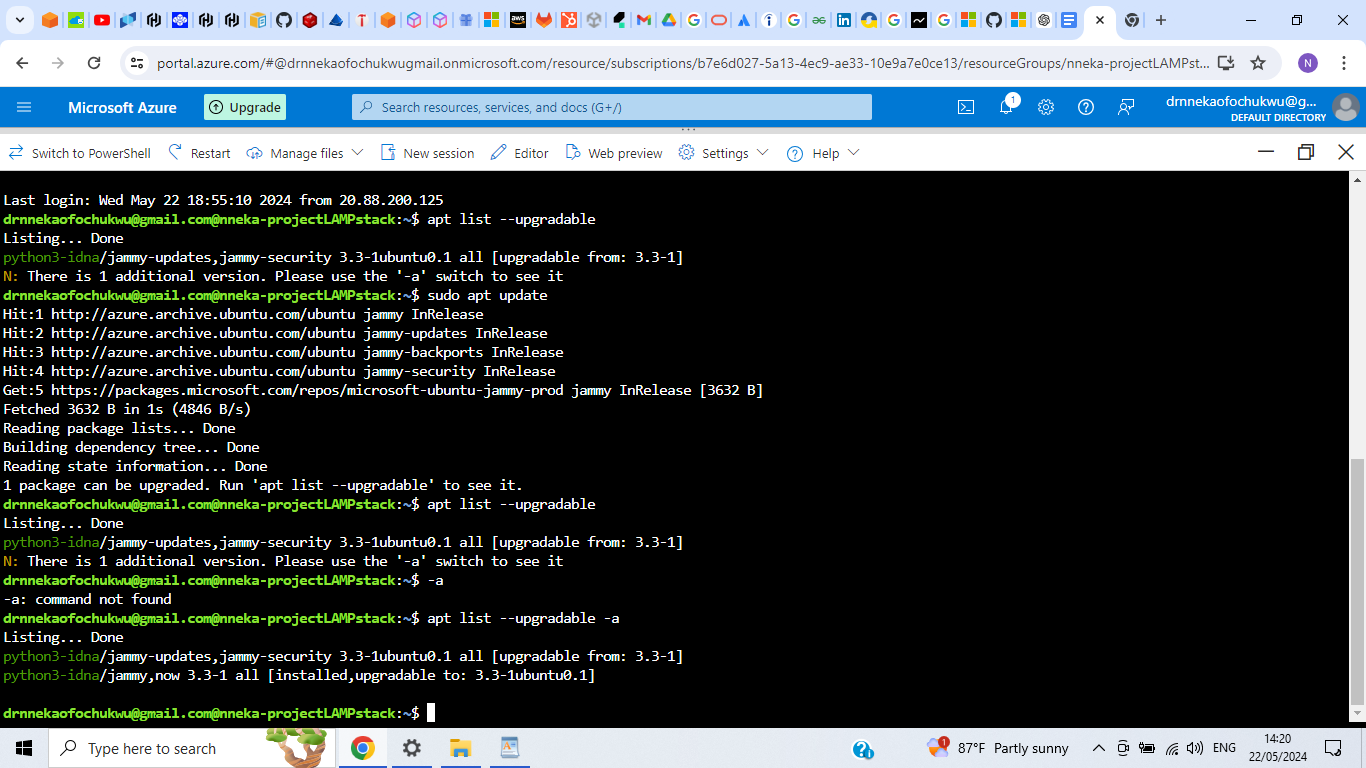 portal.azure.com/#@drnnekaofochukwugmail.onmicrosoft.com/resource/subscriptions/b7e6d027-5a13-4ec9-ae33-10e9a7e0ce13/resourceGroups/nneka-projectLAMPst...
N
Microsoft Azure
Upgrade
Search resources, services, and docs (G+/)
1
drnnekaofochukwu@g...
DEFAULT DIRECTORY
Switch to PowerShell
Restart
Manage files
New session
Editor
Web preview
Settings
Help
Last login: Wed May 22 18:55:10 2024 from 20.88.200.125
drnnekaofochukwu@gmail.com@nneka-projectLAMPstack:~$ apt list --upgradable
Listing... Done
python3-idna/jammy-updates,jammy-security 3.3-1ubuntu0.1 all [upgradable from: 3.3-1]
N: There is 1 additional version. Please use the '-a' switch to see it
drnnekaofochukwu@gmail.com@nneka-projectLAMPstack:~$ sudo apt update
Hit:1 http://azure.archive.ubuntu.com/ubuntu jammy InRelease
Hit:2 http://azure.archive.ubuntu.com/ubuntu jammy-updates InRelease
Hit:3 http://azure.archive.ubuntu.com/ubuntu jammy-backports InRelease
Hit:4 http://azure.archive.ubuntu.com/ubuntu jammy-security InRelease
Get:5 https://packages.microsoft.com/repos/microsoft-ubuntu-jammy-prod jammy InRelease [3632 B]
Fetched 3632 B in 1s (4846 B/s)
Reading package lists... Done
Building dependency tree... Done
Reading state information... Done
1 package can be upgraded. Run 'apt list --upgradable' to see it.
drnnekaofochukwu@gmail.com@nneka-projectLAMPstack:~$ apt list --upgradable
Listing... Done
python3-idna/jammy-updates,jammy-security 3.3-1ubuntu0.1 all [upgradable from: 3.3-1]
N: There is 1 additional version. Please use the '-a' switch to see it
drnnekaofochukwu@gmail.com@nneka-projectLAMPstack:~$ -a
-a: command not found
drnnekaofochukwu@gmail.com@nneka-projectLAMPstack:~$ apt list --upgradable -a
Listing... Done
python3-idna/jammy-updates,jammy-security 3.3-1ubuntu0.1 all [upgradable from: 3.3-1]
python3-idna/jammy,now 3.3-1 all [installed,upgradable to: 3.3-1ubuntu0.1]
drnnekaofochukwu@gmail.com@nneka-projectLAMPstack:~$
Type here to search
1
87°F Partly sunny
ENG
14:20
22/05/2024